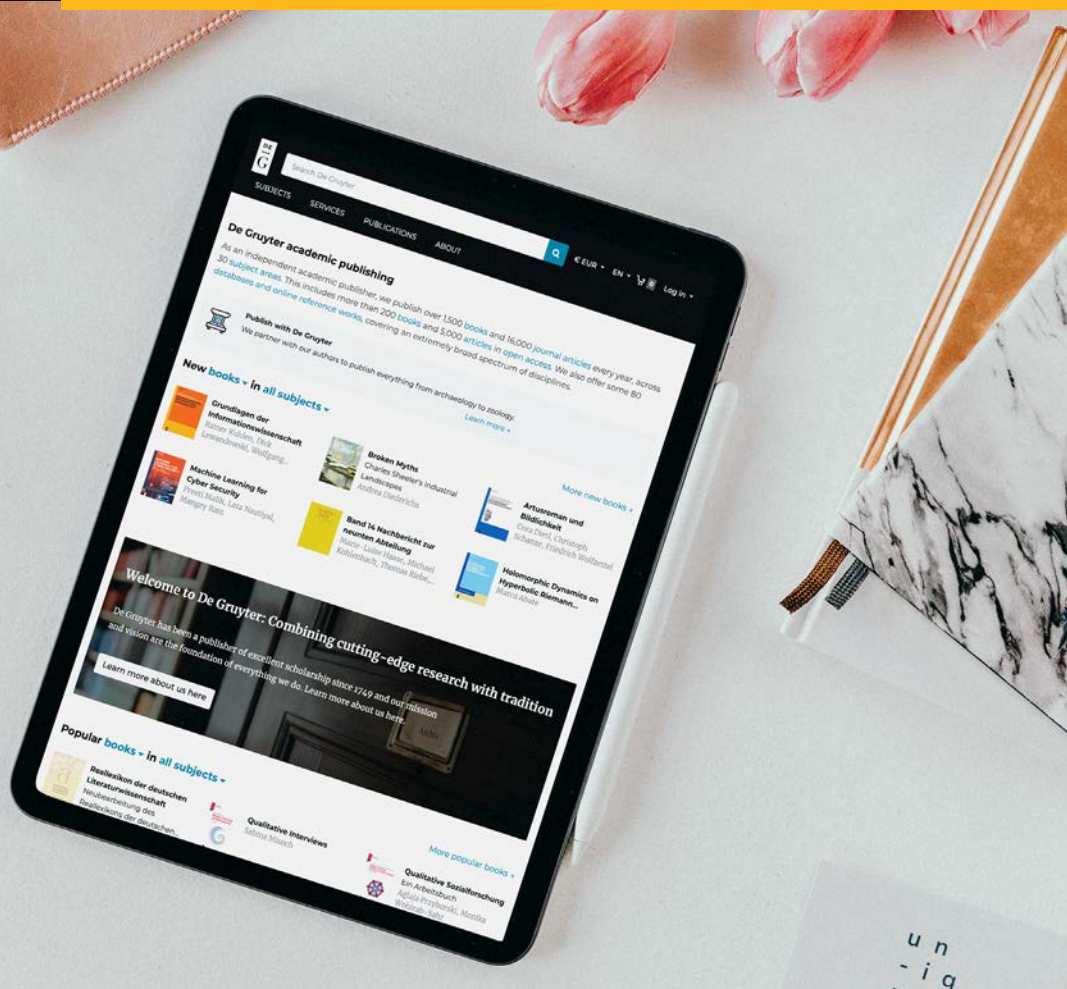 DE
G
Search De Gruyter
€ EUR
EN
0
Log in
SUBJECTS
SERVICES
PUBLICATIONS
ABOUT
De Gruyter academic publishing
As an independent academic publisher, we publish over 1,500 books and 16,000 journal articles every year, across
30 subject areas. This includes more than 200 books and 5,000 articles in open access. We also offer some 80
databases and online reference works, covering an extremely broad spectrum of disciplines.
Publish with De Gruyter
We partner with our authors to publish everything from archaeology to zoology.
Learn more
New books in all subjects
More new books
Grundlagen der
Informationswissenschaft
Rainer Kuhlen, Dirk
Lewandowski, Wolfgang...
Broken Myths
Charles Sheeler's Industrial
Landscapes
Andrea Diederichs
Artusroman und
Bildlichkeit
Cora Dietl, Christoph
Schanze, Friedrich Wolfzettel
Machine Learning for
Cyber Security
Preeti Malik, Lata Nautiyal,
Mangey Ram
Band 14 Nachbericht zur
neunten Abteilung
Marie-Luise Haase, Michael
Kohlenbach, Thomas Riebe,...
Holomorphic Dynamics on
Hyperbolic Riemann...
Marco Abate
Welcome to De Gruyter: Combining cutting-edge research with tradition
De Gruyter has been a publisher of excellent scholarship since 1749 and our mission
and vision are the foundation of everything we do. Learn more about us here.
Learn more about us here
Popular books in all subjects
More popular books
Reallexikon der deutschen
Literaturwissenschaft
Neubearbeitung des
Reallexikons der deutschen...
Qualitative Interviews
Sabina Misoch
Qualitative Sozialforschung
Ein Arbeitsbuch
Aglaja Przyborski, Monika
Wohlrab-Sahr
u n
- i q